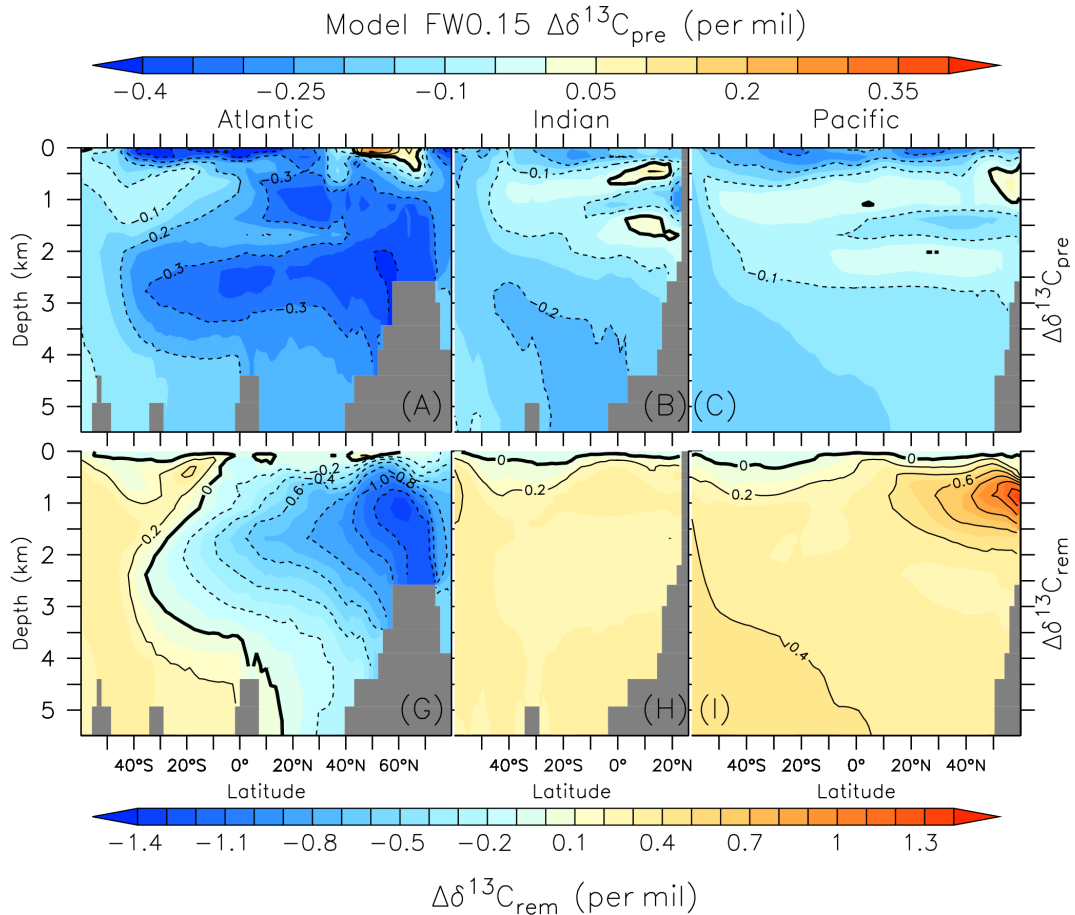 Model FW0.15 Δδ¹³C_pre (per mil)
−0.4 −0.25 −0.1 0.05 0.2 0.35
Atlantic Indian Pacific
0 1 2 3 4 5
Depth (km)
−0.3 −0.1 −0.2 −0.3 −0.3
(A)
−0.1 −0.2
(B)
−0.1
(C)
Δδ¹³C_pre
0 1 2 3 4 5
Depth (km)
−0.2 −0.4 −0.6 −1.0 −0.8 0 0.2
(G)
0.2
(H)
0 0.2 0.6 0.4
(I)
Δδ¹³C_rem
40°S 20°S 0° 20°N 40°N 60°N 40°S 20°S 0° 20°N 40°S 20°S 0° 20°N 40°N
Latitude Latitude Latitude
−1.4 −1.1 −0.8 −0.5 −0.2 0.1 0.4 0.7 1 1.3
Δδ¹³C_rem (per mil)